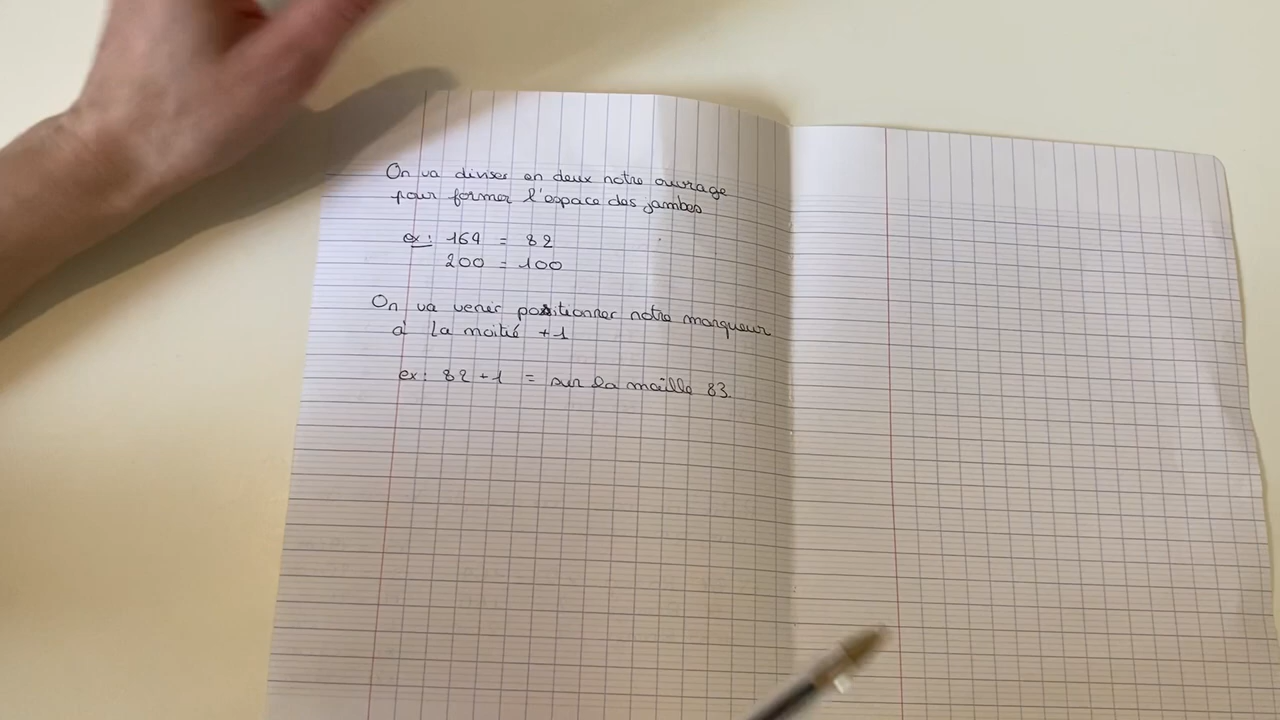 On va diviser en deux notre ouvrage
pour former l'espace des jambes
ex: 164 = 82
200 = 100
On va venir positionner notre marqueur
à la moitié +1
ex: 82+1 = sur la maille 83.